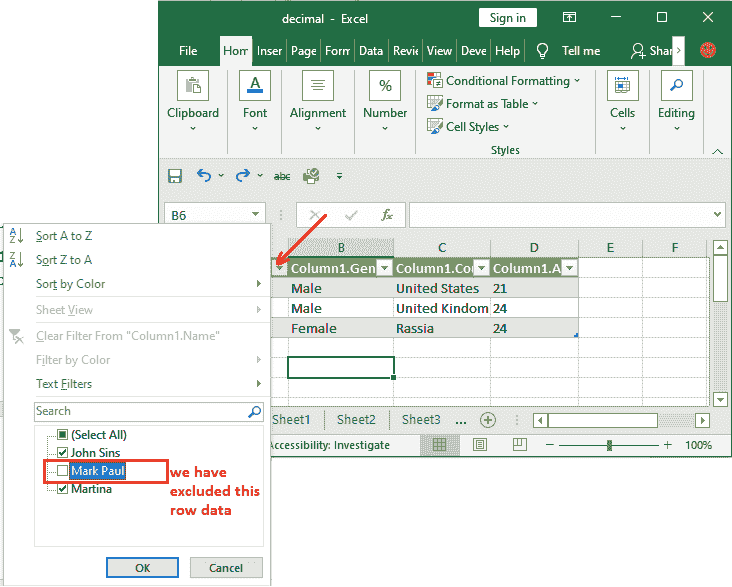 decimal - Excel
Sign in
File Hom Inser Page Form Data Revie View Deve Help Tell me Shar
Clipboard
Font
Alignment
%
Number
Conditional Formatting
Format as Table
Cell Styles
Styles
Cells
Editing
abc
B6
fx
B C D E F
Column1.Gen Column1.Cou Column1.A
Male United States 21
Male United Kindom 24
Female Rassia 24
Sheet1 Sheet2 Sheet3 ...
Accessibility: Investigate
100%
Sort A to Z
Sort Z to A
Sort by Color
Sheet View
Clear Filter From "Column1.Name"
Filter by Color
Text Filters
Search
(Select All)
John Sins
Mark Paul
Martina
we have
excluded this
row data
OK
Cancel